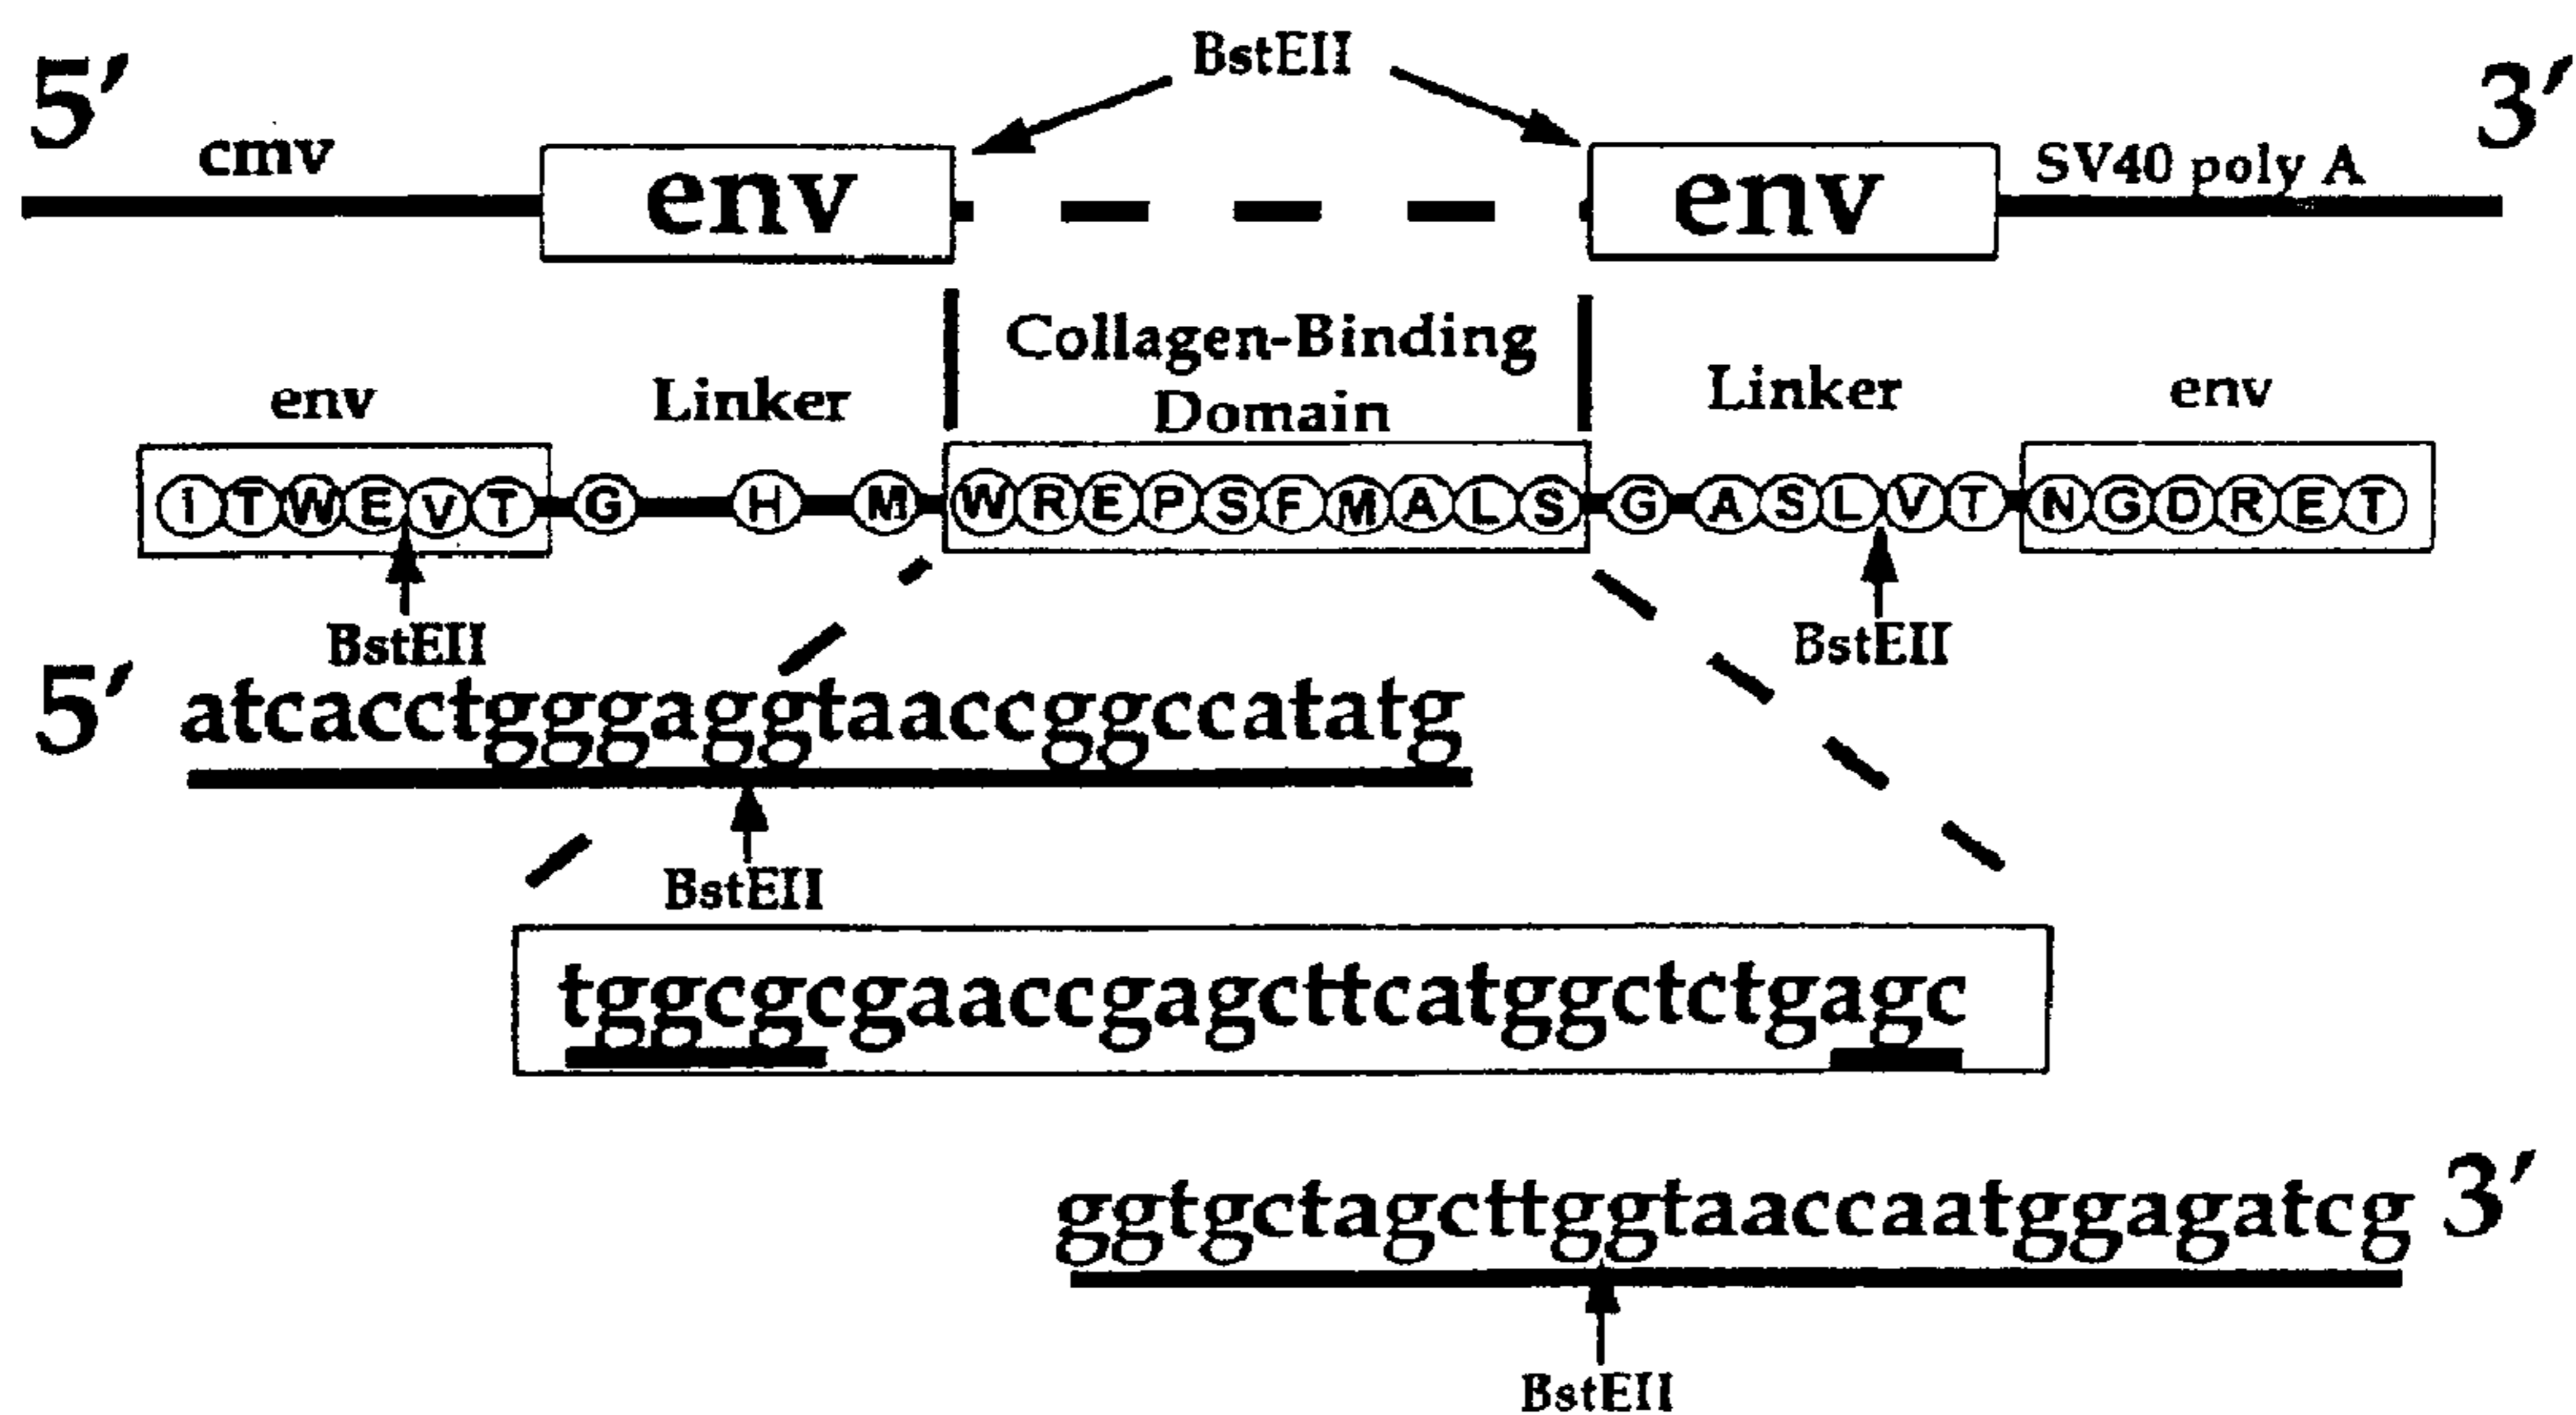 BstEII
5′ 3′
cmv env env SV40 poly A
Collagen-Binding
Domain
env Linker Linker env
I T W E V T G H M W R E P S F M A L S G A S L V T N G D R E T
BstEII BstEII
5′ atcacctgggaggtaaccggccatatg
BstEII
tggcgcgaaccgagcttcatggctctgagc
ggtgctagcttggtaaccaatggagatcg 3′
BstEII